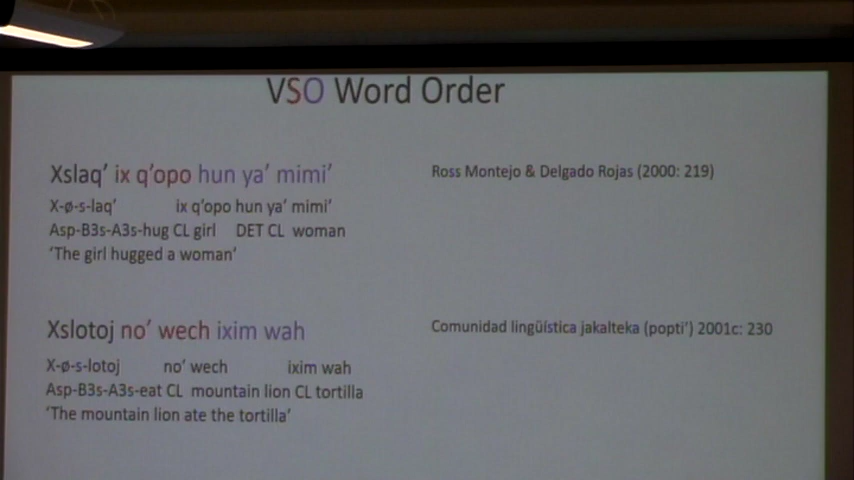 VSO Word Order
Xslaq’ ix q’opo hun ya’ mimi’
Ross Montejo & Delgado Rojas (2000: 219)
X-ø-s-laq’ ix q’opo hun ya’ mimi’
Asp-B3s-A3s-hug CL girl DET CL woman
‘The girl hugged a woman’
Xslotoj no’ wech ixim wah
Comunidad lingüística jakalteka (popti’) 2001c: 230
X-ø-s-lotoj no’ wech ixim wah
Asp-B3s-A3s-eat CL mountain lion CL tortilla
‘The mountain lion ate the tortilla’